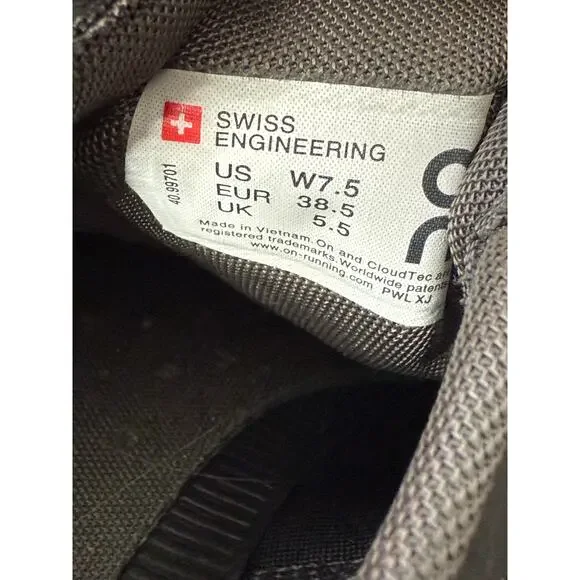 SWISS
ENGINEERING
US W7.5
EUR 38.5
UK 5.5
Made in Vietnam. On and CloudTec are
registered trademarks. Worldwide patents
www.on-running.com
PWL XJ
40.99701